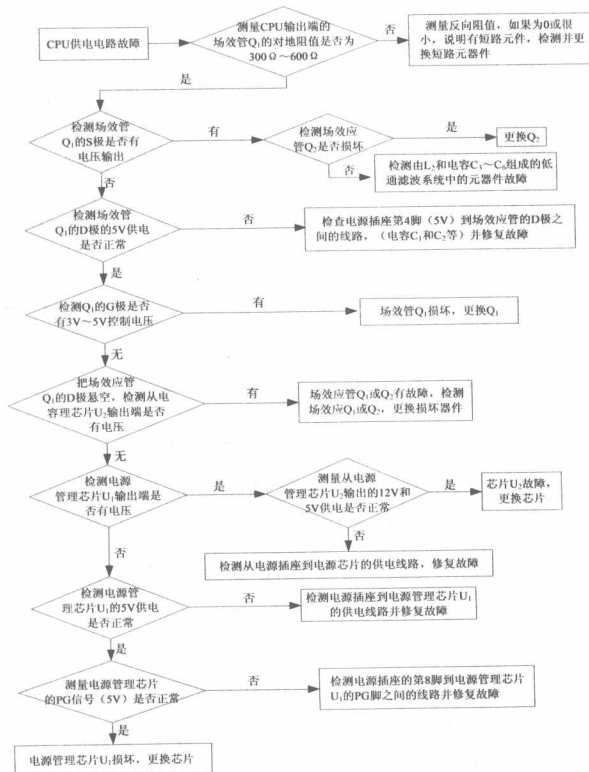 CPU供电电路故障
测量CPU输出端的
场效管Q₁的对地阻值是否为
300Ω～600Ω
否
测量反向阻值，如果为0或很
小，说明有短路元件，检测并更
换短路元器件
是
检测场效管
Q₁的S极是否有
电压输出
有
检测场效应
管Q₂是否损坏
是
更换Q₂
否
检测由L₂和电容C₃～C₆组成的低
通滤波系统中的元器件故障
否
检测场效管
Q₁的D极的5V供电
是否正常
否
检查电源插座第4脚（5V）到场效应管的D极之
间的线路，（电容C₁和C₂等）并修复故障
是
检测Q₁的G极是否
有3V～5V控制电压
有
场效管Q₁损坏，更换Q₁
无
把场效应管
Q₁的D极悬空，检测从电
容理芯片U₂输出端是否
有电压
有
场效应管Q₁或Q₂有故障，检测
场效应Q₁或Q₂，更换损坏器件
无
检测电源
管理芯片U₁输出端是
否有电压
是
测量从电源
管理芯片U₂输出的12V和
5V供电是否正常
是
芯片U₂故障，
更换芯片
否
检测从电源插座到电源芯片的供电线路，修复故障
否
检测电源管
理芯片U₁的5V供电
是否正常
否
检测电源插座到电源管理芯片U₁
的供电线路并修复故障
是
测量电源管理芯片
的PG信号（5V）是否正常
否
检测电源插座的第8脚到电源管理芯片
U₁的PG脚之间的线路并修复故障
是
电源管理芯片U₁损坏，更换芯片